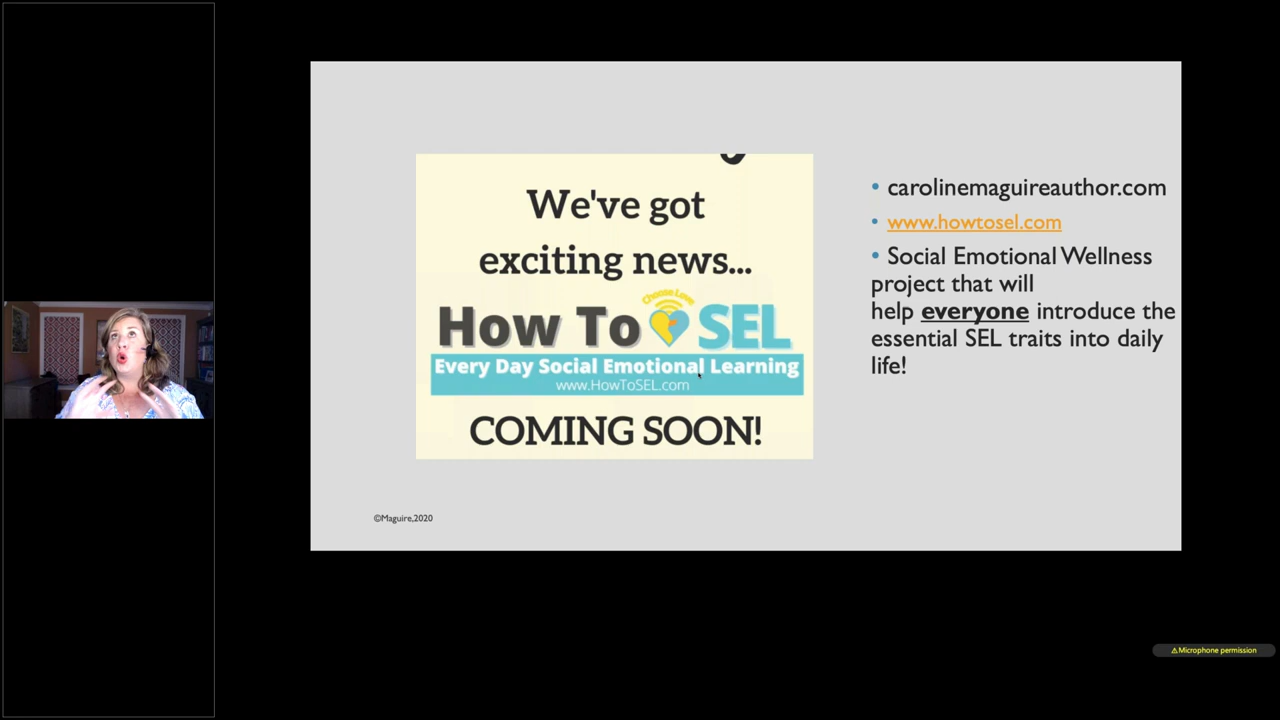 We've got
exciting news...
Choose Love
How To SEL
Every Day Social Emotional Learning
www.HowToSEL.com
COMING SOON!
• carolinemaguireauthor.com
• www.howtosel.com
• Social Emotional Wellness
project that will
help everyone introduce the
essential SEL traits into daily
life!
©Maguire,2020
⚠Microphone permission